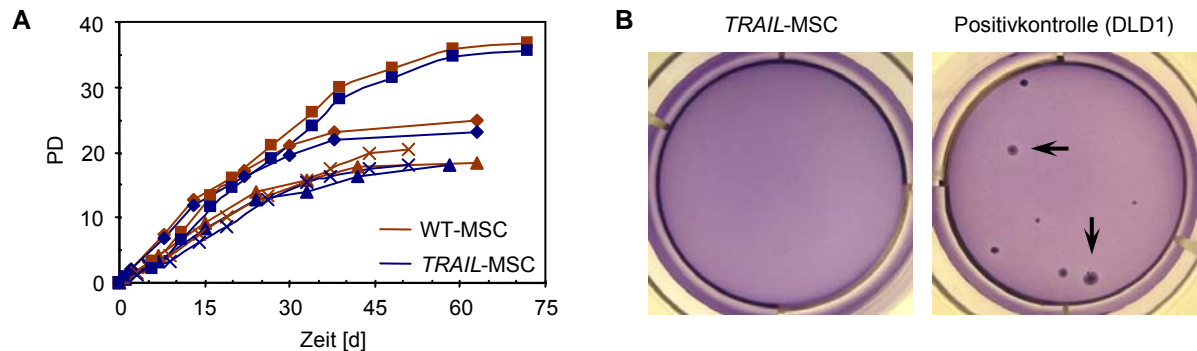 A
40
30
20
10
0
PD
0 15 30 45 60 75
Zeit [d]
WT-MSC
TRAIL-MSC
B
TRAIL-MSC
Positivkontrolle (DLD1)